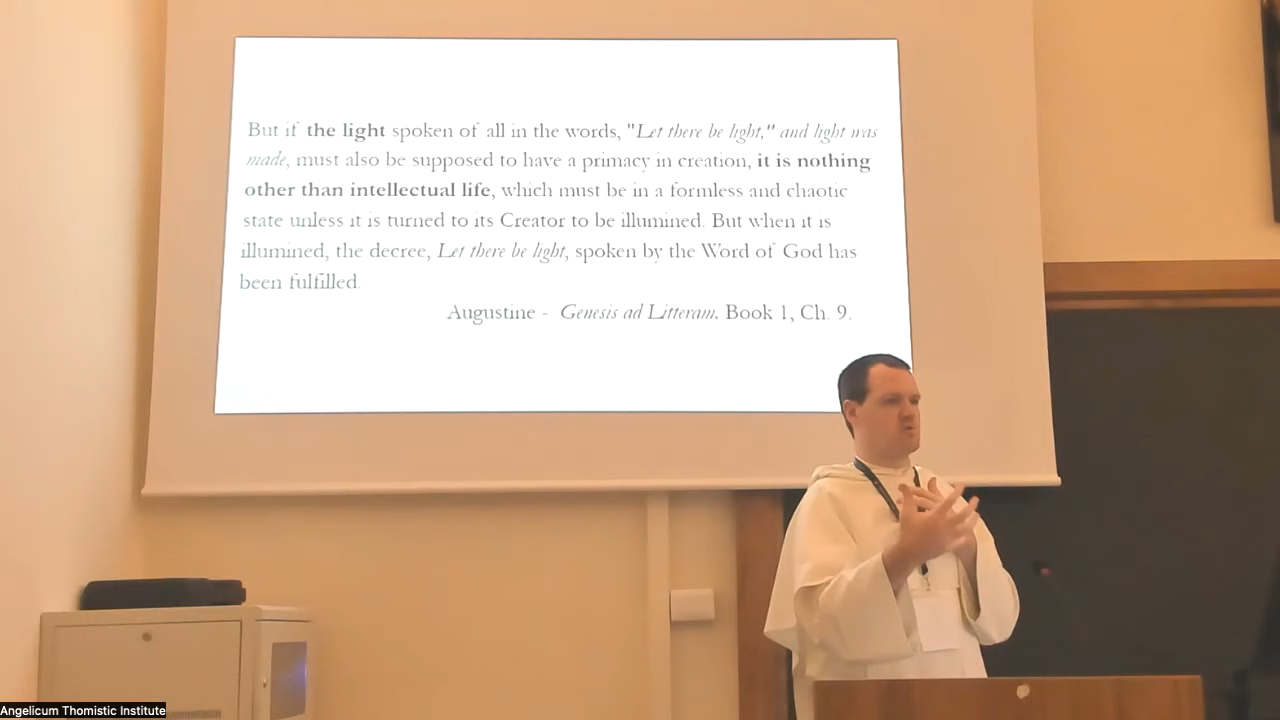 But if the light spoken of all in the words, "Let there be light," and light was
made, must also be supposed to have a primacy in creation, it is nothing
other than intellectual life, which must be in a formless and chaotic
state unless it is turned to its Creator to be illumined. But when it is
illumined, the decree, Let there be light, spoken by the Word of God has
been fulfilled.
Augustine - Genesis ad Litteram. Book 1, Ch. 9.
Angelicum Thomistic Institute